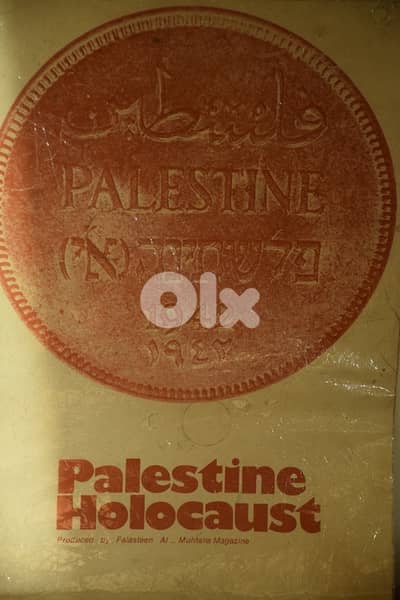 فلسطين
PALESTINE
פלשתינה (א״י)
OLX
١٩٤٢
Palestine
Holocaust
Produced by Falasteen Al - Muhtala Magazine